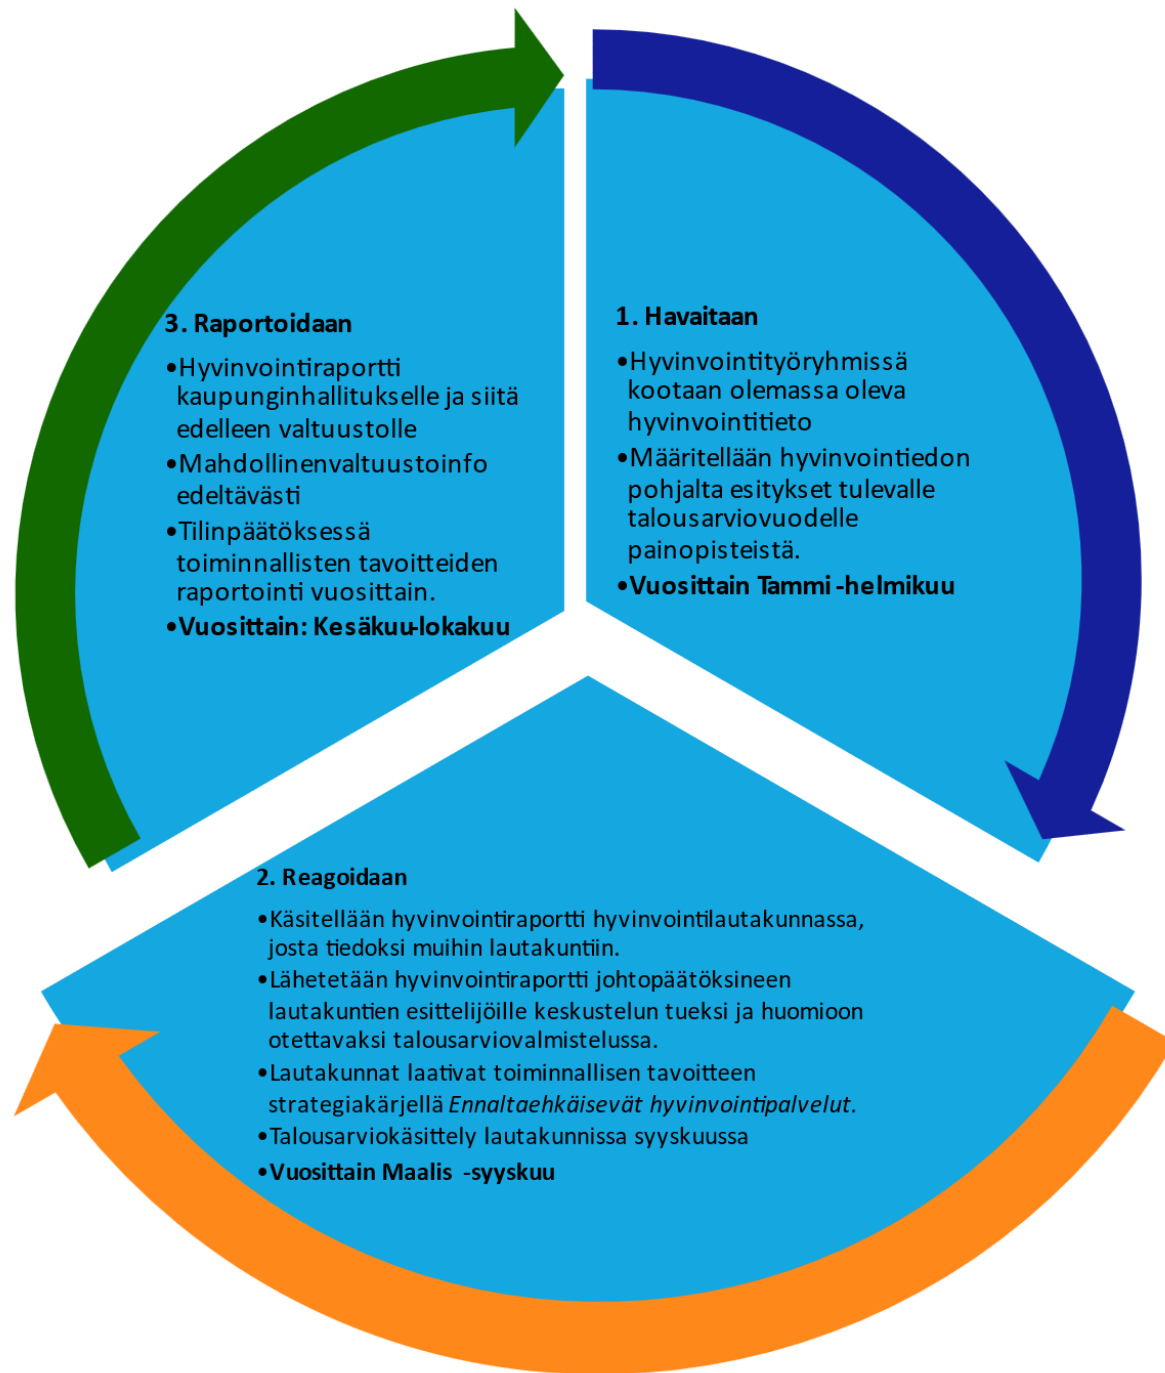 1. Havaitaan
•Hyvinvointityöryhmissä
kootaan olemassa oleva
hyvinvointitieto
•Määritellään hyvinvointiedon
pohjalta esitykset tulevalle
talousarviovuodelle
painopisteistä.
•Vuosittain Tammi-helmikuu
2. Reagoidaan
•Käsitellään hyvinvointiraportti hyvinvointilautakunnassa,
josta tiedoksi muihin lautakuntiin.
•Lähetetään hyvinvointiraportti johtopäätöksineen
lautakuntien esittelijöille keskustelun tueksi ja huomioon
otettavaksi talousarviovalmistelussa.
•Lautakunnat laativat toiminnallisen tavoitteen
strategiakärjellä Ennaltaehkäisevät hyvinvointipalvelut.
•Talousarviokäsittely lautakunnissa syyskuussa
•Vuosittain Maalis -syyskuu
3. Raportoidaan
•Hyvinvointiraportti
kaupunginhallitukselle ja siitä
edelleen valtuustolle
•Mahdollinenvaltuustoinfo
edeltävästi
•Tilinpäätöksessä
toiminnallisten tavoitteiden
raportointi vuosittain.
•Vuosittain: Kesäkuu-lokakuu